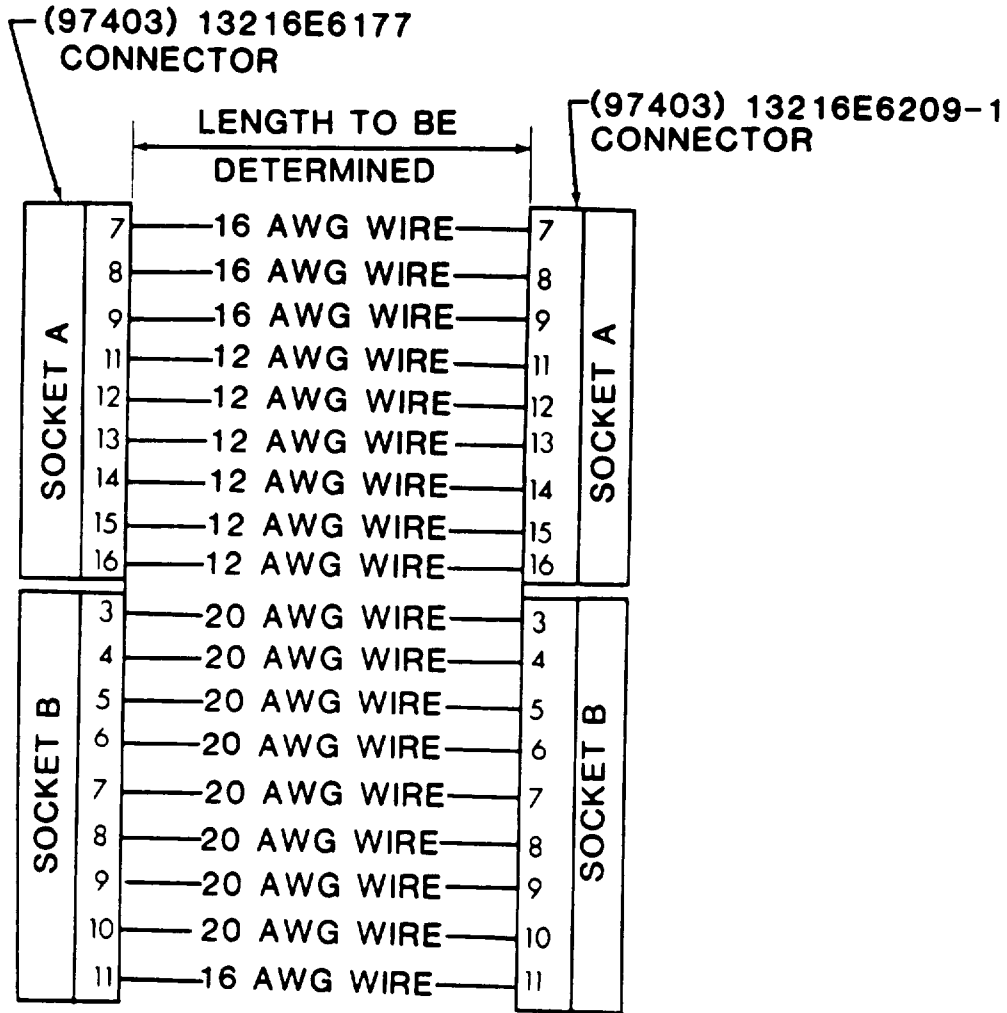 (97403) 13216E6177
CONNECTOR
(97403) 13216E6209-1
CONNECTOR
LENGTH TO BE
DETERMINED
SOCKET A
SOCKET A
7 16 AWG WIRE 7
8 16 AWG WIRE 8
9 16 AWG WIRE 9
11 12 AWG WIRE 11
12 12 AWG WIRE 12
13 12 AWG WIRE 13
14 12 AWG WIRE 14
15 12 AWG WIRE 15
16 12 AWG WIRE 16
SOCKET B
SOCKET B
3 20 AWG WIRE 3
4 20 AWG WIRE 4
5 20 AWG WIRE 5
6 20 AWG WIRE 6
7 20 AWG WIRE 7
8 20 AWG WIRE 8
9 20 AWG WIRE 9
10 20 AWG WIRE 10
11 16 AWG WIRE 11